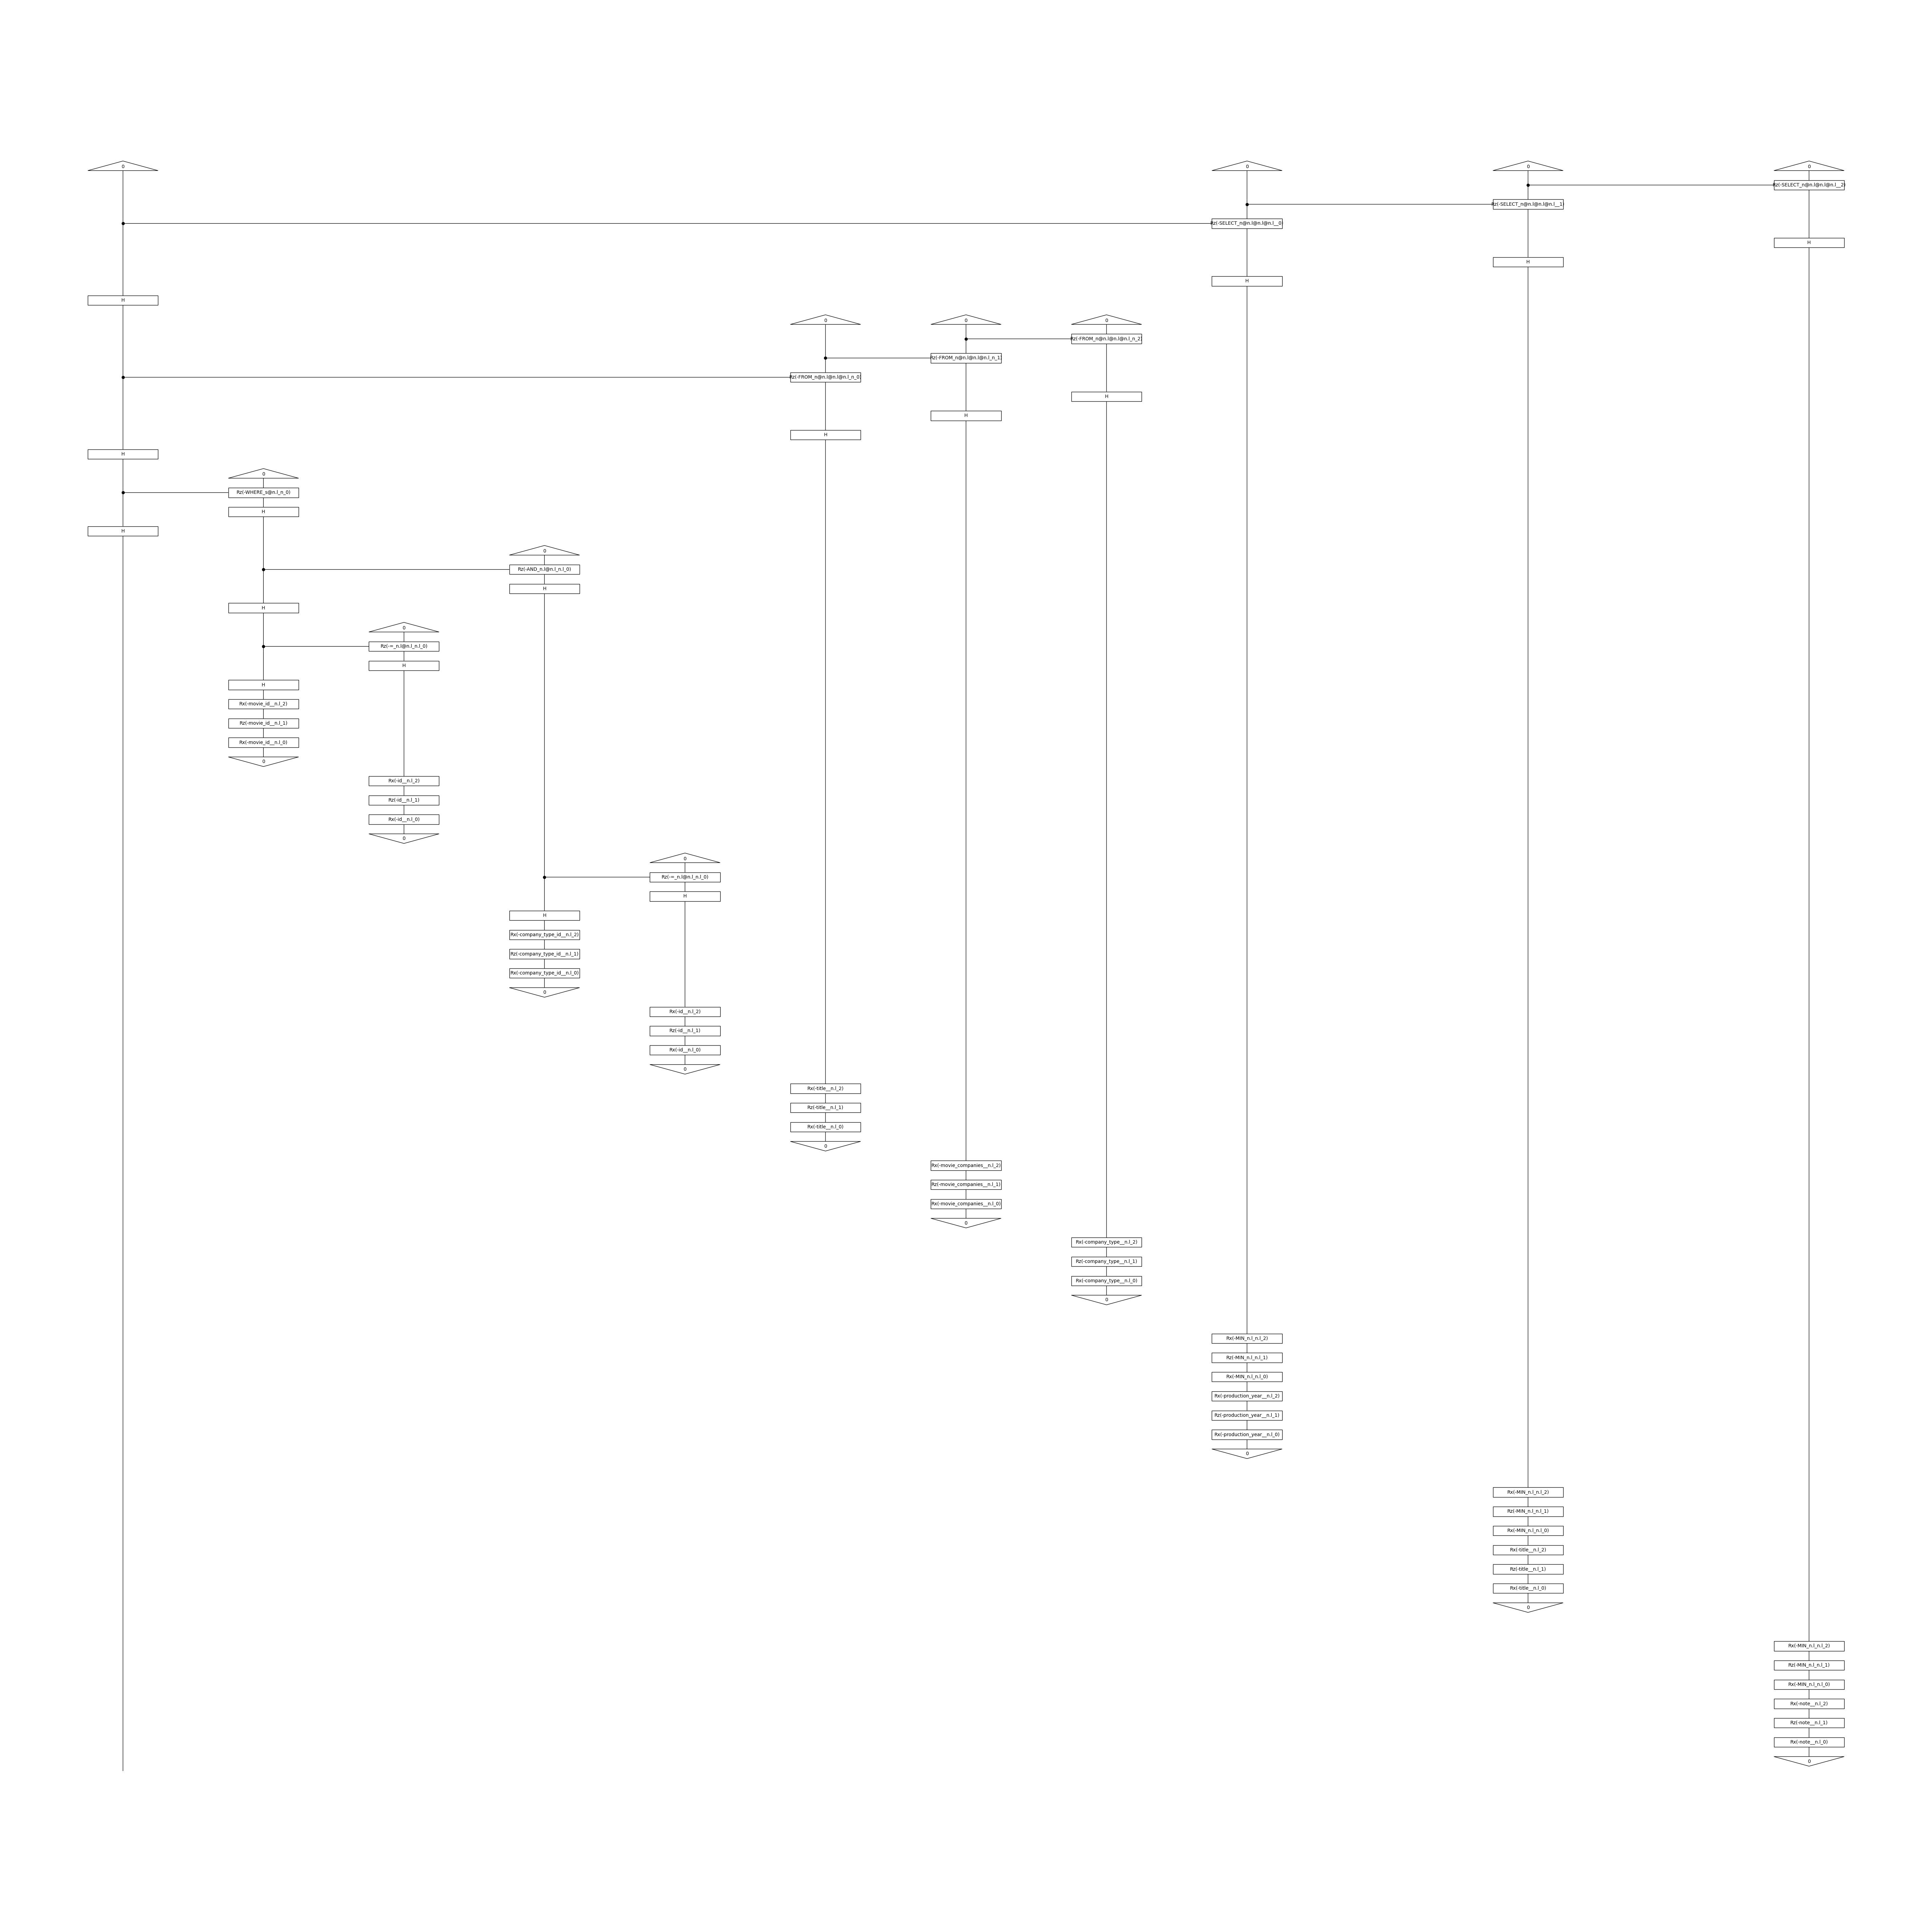 0 0 0 0
Rz(-SELECT_n@n.l@n.l@n.l__2)
Rz(-SELECT_n@n.l@n.l@n.l__1)
Rz(-SELECT_n@n.l@n.l@n.l__0)
H
H
H
H
0 0 0
Rz(-FROM_n@n.l@n.l@n.l_n_2)
Rz(-FROM_n@n.l@n.l@n.l_n_1)
Rz(-FROM_n@n.l@n.l@n.l_n_0)
H
H
H
H
0
Rz(-WHERE_s@n.l_n_0)
H
H
0
Rz(-AND_n.l@n.l_n.l_0)
H
H
0
Rz(-=_n.l@n.l_n.l_0)
H
H
Rx(-movie_id__n.l_2)
Rz(-movie_id__n.l_1)
Rx(-movie_id__n.l_0)
0
Rx(-id__n.l_2)
Rz(-id__n.l_1)
Rx(-id__n.l_0)
0
0
Rz(-=_n.l@n.l_n.l_0)
H
H
Rx(-company_type_id__n.l_2)
Rz(-company_type_id__n.l_1)
Rx(-company_type_id__n.l_0)
0
Rx(-id__n.l_2)
Rz(-id__n.l_1)
Rx(-id__n.l_0)
0
Rx(-title__n.l_2)
Rz(-title__n.l_1)
Rx(-title__n.l_0)
0
Rx(-movie_companies__n.l_2)
Rz(-movie_companies__n.l_1)
Rx(-movie_companies__n.l_0)
0
Rx(-company_type__n.l_2)
Rz(-company_type__n.l_1)
Rx(-company_type__n.l_0)
0
Rx(-MIN_n.l_n.l_2)
Rz(-MIN_n.l_n.l_1)
Rx(-MIN_n.l_n.l_0)
Rx(-production_year__n.l_2)
Rz(-production_year__n.l_1)
Rx(-production_year__n.l_0)
0
Rx(-MIN_n.l_n.l_2)
Rz(-MIN_n.l_n.l_1)
Rx(-MIN_n.l_n.l_0)
Rx(-title__n.l_2)
Rz(-title__n.l_1)
Rx(-title__n.l_0)
0
Rx(-MIN_n.l_n.l_2)
Rz(-MIN_n.l_n.l_1)
Rx(-MIN_n.l_n.l_0)
Rx(-note__n.l_2)
Rz(-note__n.l_1)
Rx(-note__n.l_0)
0